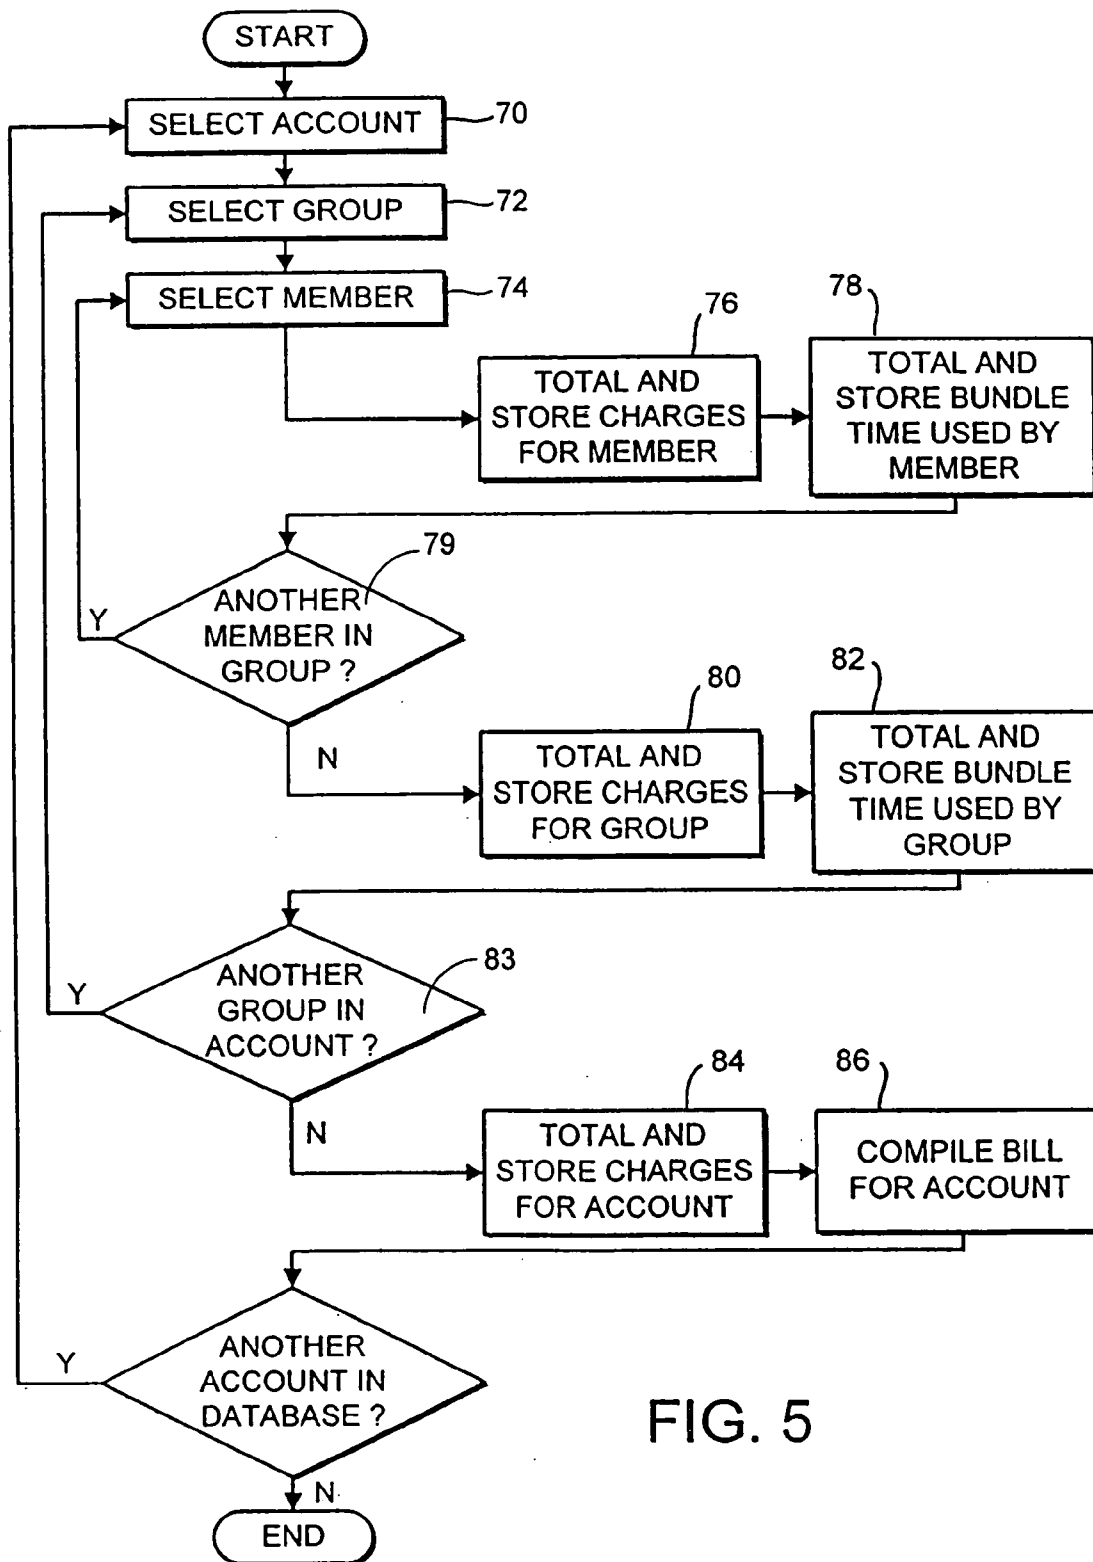 START
SELECT ACCOUNT
70
SELECT GROUP
72
SELECT MEMBER
74
76
TOTAL AND
STORE CHARGES
FOR MEMBER
78
TOTAL AND
STORE BUNDLE
TIME USED BY
MEMBER
79
ANOTHER
MEMBER IN
GROUP ?
Y
N
80
TOTAL AND
STORE CHARGES
FOR GROUP
82
TOTAL AND
STORE BUNDLE
TIME USED BY
GROUP
83
ANOTHER
GROUP IN
ACCOUNT ?
Y
N
84
TOTAL AND
STORE CHARGES
FOR ACCOUNT
86
COMPILE BILL
FOR ACCOUNT
ANOTHER
ACCOUNT IN
DATABASE ?
Y
N
END
FIG. 5